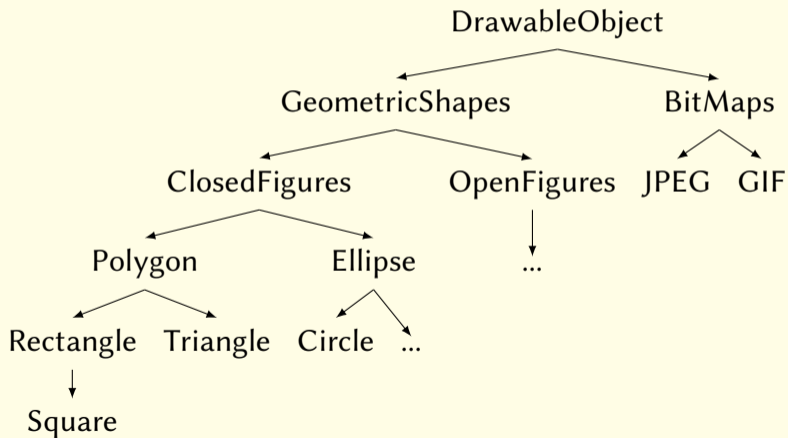 DrawableObject
GeometricShapes BitMaps
ClosedFigures OpenFigures JPEG GIF
Polygon Ellipse ...
Rectangle Triangle Circle ...
Square